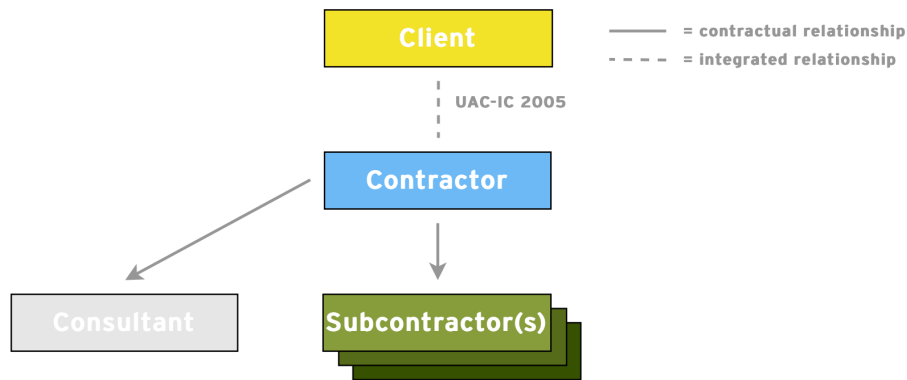 Client
= contractual relationship
= integrated relationship
UAC-IC 2005
Contractor
Consultant
Subcontractor(s)